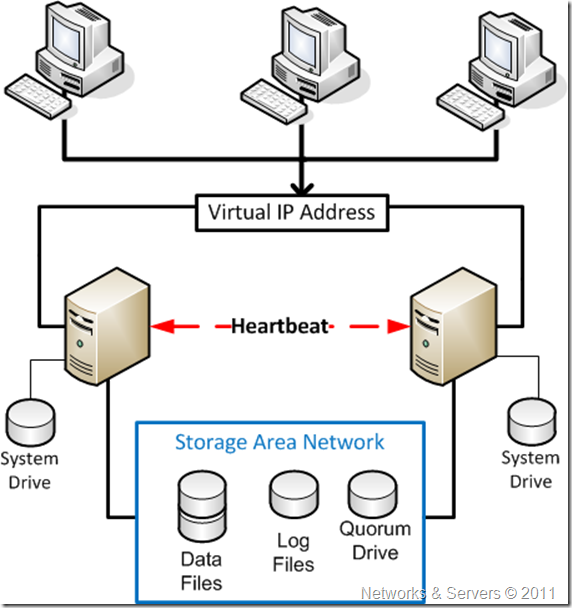 Virtual IP Address
Heartbeat
System
Drive
System
Drive
Storage Area Network
Data
Files
Log
Files
Quorum
Drive
Networks & Servers © 2011